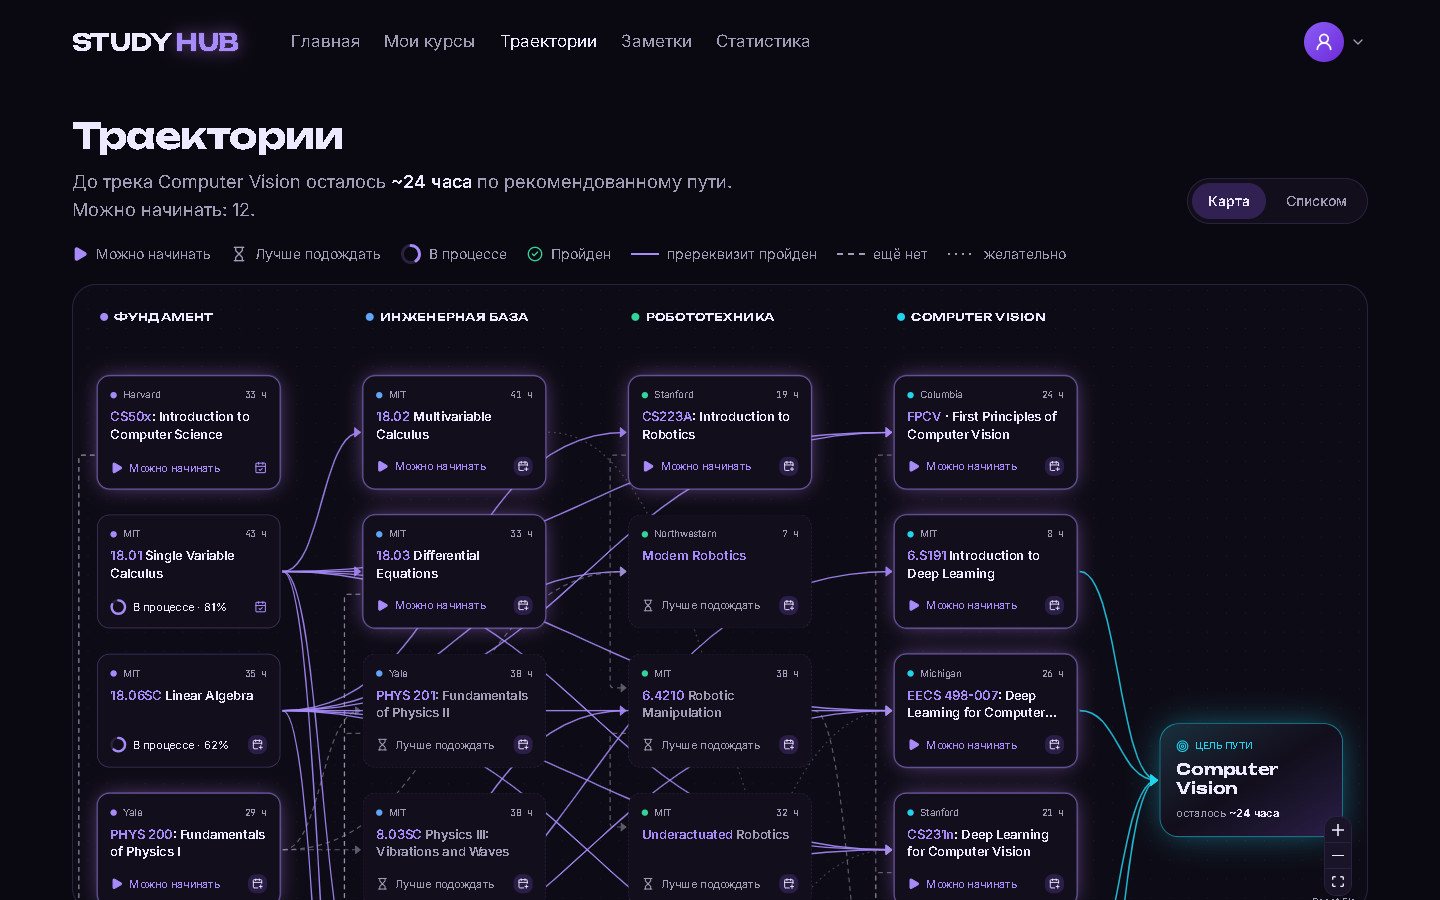 STUDY HUB
Главная
Мои курсы
Траектории
Заметки
Статистика
Траектории
До трека Computer Vision осталось ~24 часа по рекомендованному пути.
Можно начинать: 12.
Карта
Списком
Можно начинать
Лучше подождать
В процессе
Пройден
пререквизит пройден
ещё нет
желательно
ФУНДАМЕНТ
ИНЖЕНЕРНАЯ БАЗА
РОБОТОТЕХНИКА
COMPUTER VISION
Harvard 33 ч
CS50x: Introduction to
Computer Science
Можно начинать
MIT 41 ч
18.02 Multivariable
Calculus
Можно начинать
Stanford 19 ч
CS223A: Introduction to
Robotics
Можно начинать
Columbia 24 ч
FPCV · First Principles of
Computer Vision
Можно начинать
MIT 43 ч
18.01 Single Variable
Calculus
В процессе · 81%
MIT 33 ч
18.03 Differential
Equations
Можно начинать
Northwestern 7 ч
Modern Robotics
Лучше подождать
MIT 8 ч
6.S191 Introduction to
Deep Learning
Можно начинать
MIT 35 ч
18.06SC Linear Algebra
В процессе · 62%
Yale 38 ч
PHYS 201: Fundamentals
of Physics II
Лучше подождать
MIT 38 ч
6.4210 Robotic
Manipulation
Лучше подождать
Michigan 26 ч
EECS 498-007: Deep
Learning for Computer...
Можно начинать
ЦЕЛЬ ПУТИ
Computer
Vision
осталось ~24 часа
Yale 29 ч
PHYS 200: Fundamentals
of Physics I
Можно начинать
MIT 38 ч
8.03SC Physics III:
Vibrations and Waves
Лучше подождать
MIT 32 ч
Underactuated Robotics
Лучше подождать
Stanford 21 ч
CS231n: Deep Learning
for Computer Vision
Можно начинать